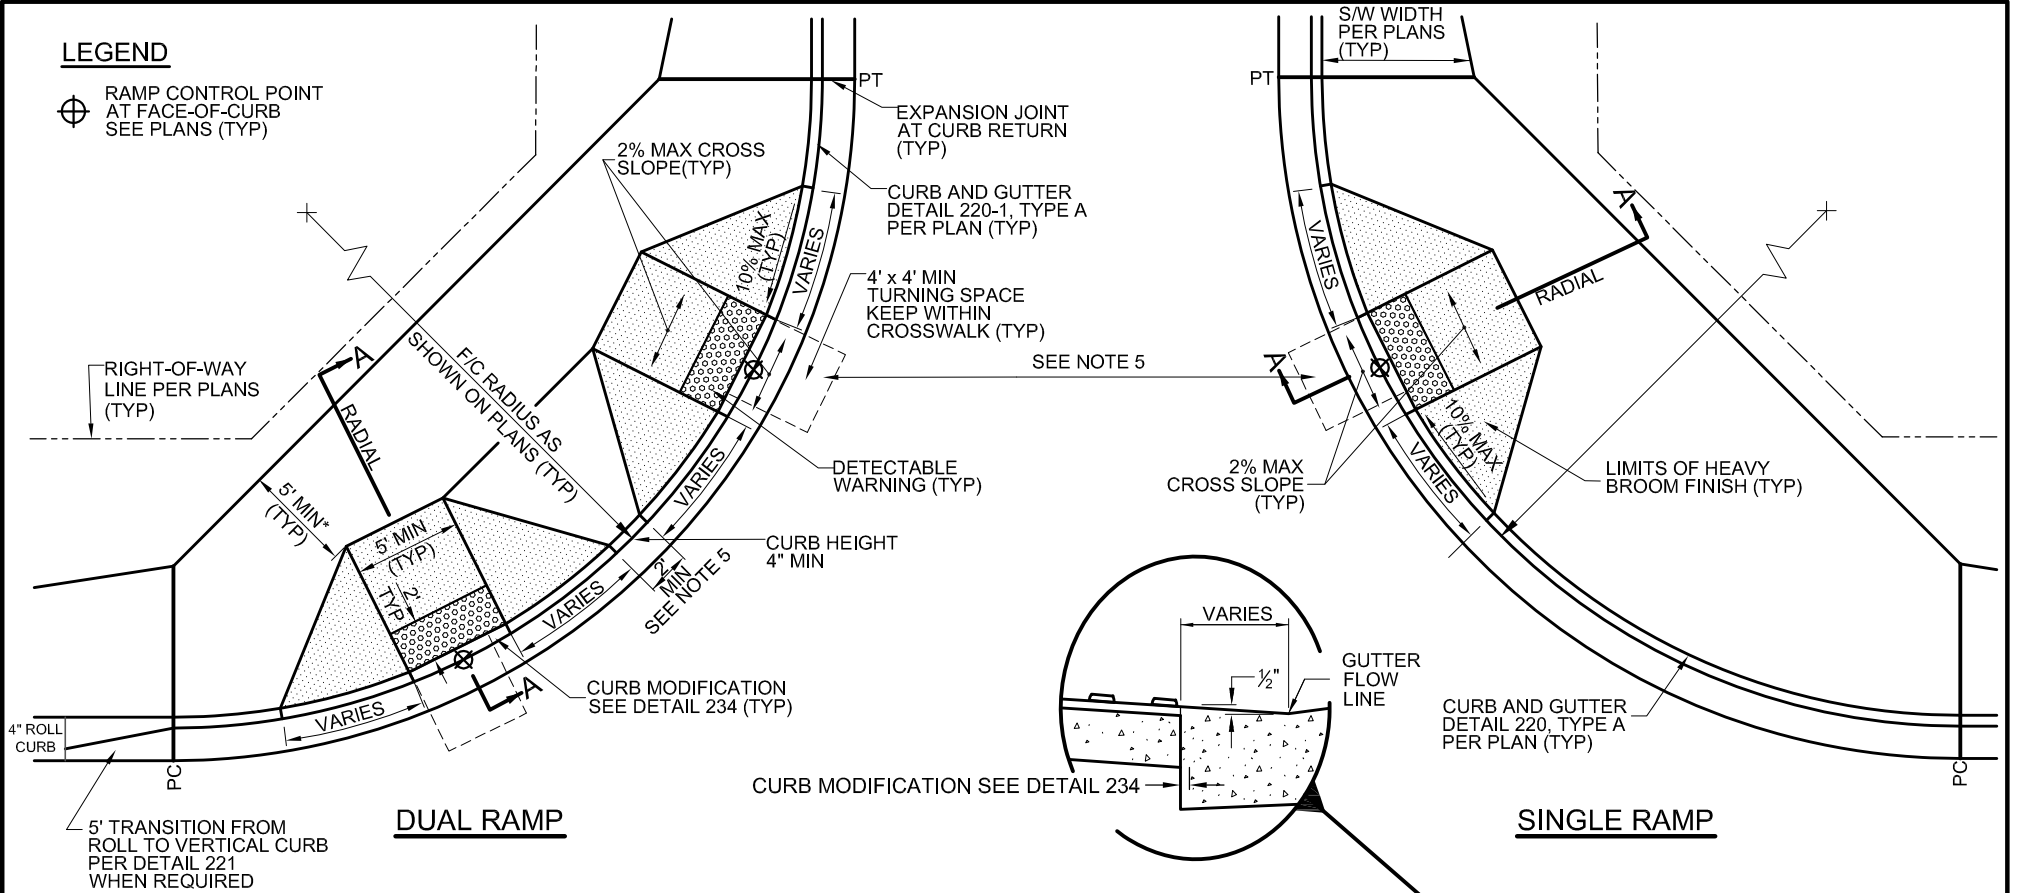 LEGEND
RAMP CONTROL POINT
AT FACE-OF-CURB
SEE PLANS (TYP)
2% MAX CROSS
SLOPE(TYP)
PT
EXPANSION JOINT
AT CURB RETURN
(TYP)
CURB AND GUTTER
DETAIL 220-1, TYPE A
PER PLAN (TYP)
10% MAX
(TYP)
VARIES
4' x 4' MIN
TURNING SPACE
KEEP WITHIN
CROSSWALK (TYP)
SEE NOTE 5
RIGHT-OF-WAY
LINE PER PLANS
(TYP)
A
RADIAL
F/C RADIUS AS
SHOWN ON PLANS (TYP)
5' MIN*
(TYP)
5' MIN
(TYP)
2'
TYP
VARIES
DETECTABLE
WARNING (TYP)
CURB HEIGHT
4" MIN
2'
MIN
SEE NOTE 5
VARIES
A
CURB MODIFICATION
SEE DETAIL 234 (TYP)
VARIES
4" ROLL
CURB
PC
5' TRANSITION FROM
ROLL TO VERTICAL CURB
PER DETAIL 221
WHEN REQUIRED
DUAL RAMP
S/W WIDTH
PER PLANS
(TYP)
PT
A
RADIAL
VARIES
A
10% MAX
(TYP)
VARIES
2% MAX
CROSS SLOPE
(TYP)
LIMITS OF HEAVY
BROOM FINISH (TYP)
VARIES
½"
GUTTER
FLOW
LINE
CURB MODIFICATION SEE DETAIL 234
CURB AND GUTTER
DETAIL 220, TYPE A
PER PLAN (TYP)
PC
SINGLE RAMP